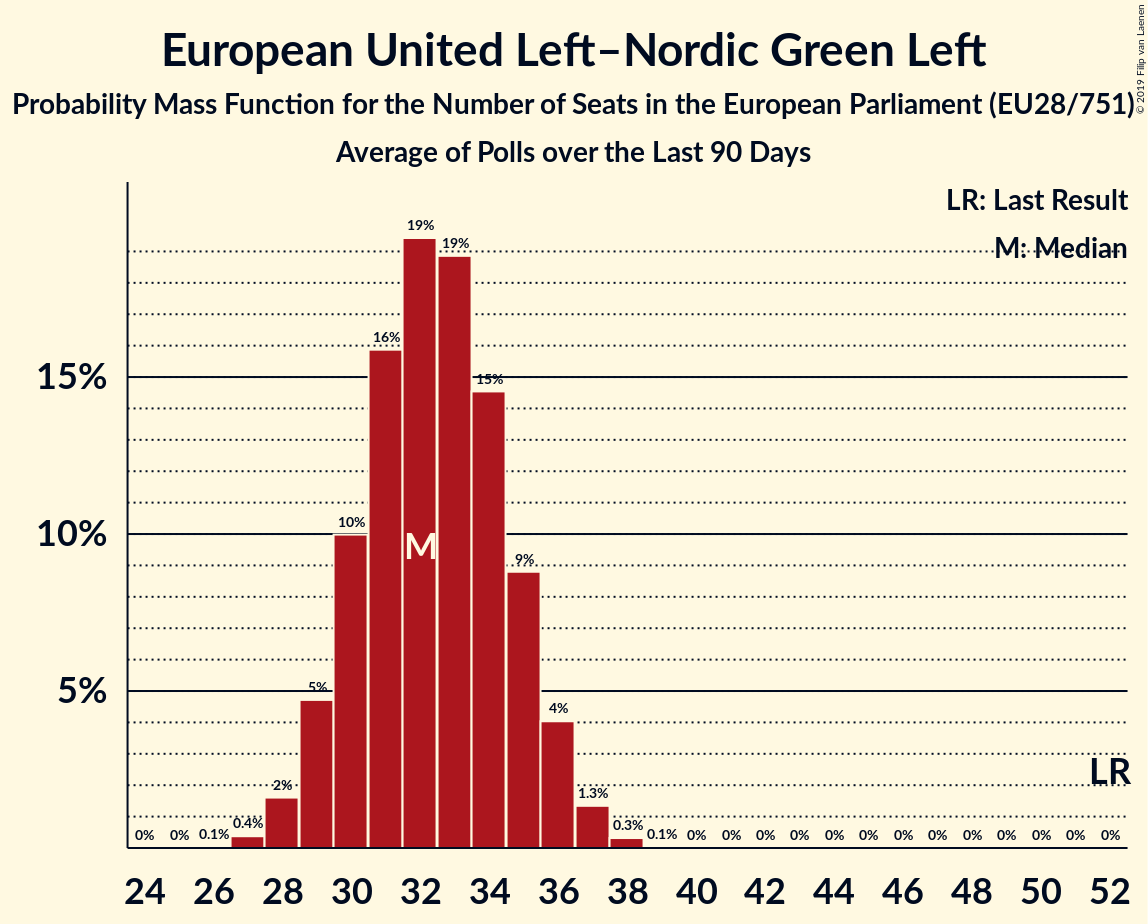 European United Left–Nordic Green Left
© 2019 Filip van Laenen
Probability Mass Function for the Number of Seats in the European Parliament (EU28/751)
Average of Polls over the Last 90 Days
LR: Last Result
M: Median
15%
10%
5%
0% 0% 0.1% 0.4% 2% 5% 10% 16% 19% 19% 15% 9% 4% 1.3% 0.3% 0.1% 0% 0% 0% 0% 0% 0% 0% 0% 0% 0% 0% 0% 0%
M
LR
24 26 28 30 32 34 36 38 40 42 44 46 48 50 52